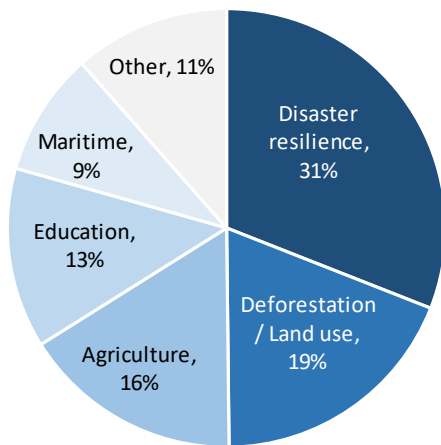 Other, 11%
Disaster
resilience,
31%
Maritime,
9%
Education,
13%
Deforestation
/ Land use,
19%
Agriculture,
16%